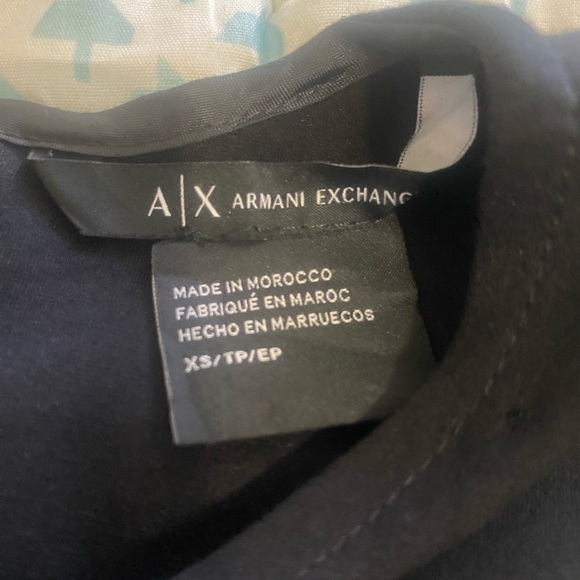 A|X ARMANI EXCHANG
MADE IN MOROCCO
FABRIQUÉ EN MAROC
HECHO EN MARRUECOS
XS/TP/EP